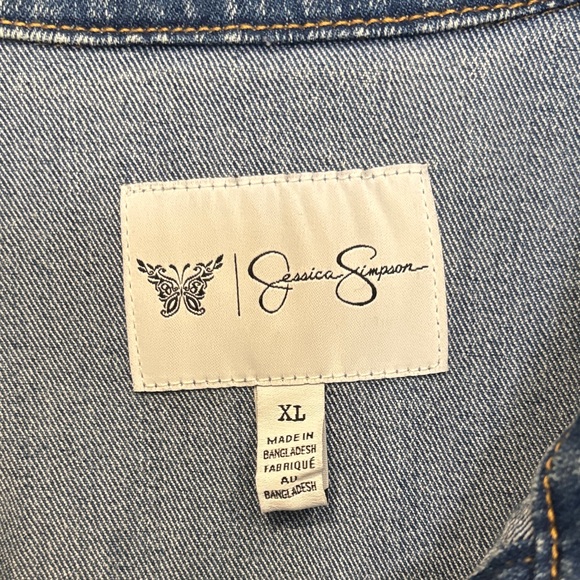 Jessica Simpson
XL
MADE IN
BANGLADESH
FABRIQUÉ
AU
BANGLADESH